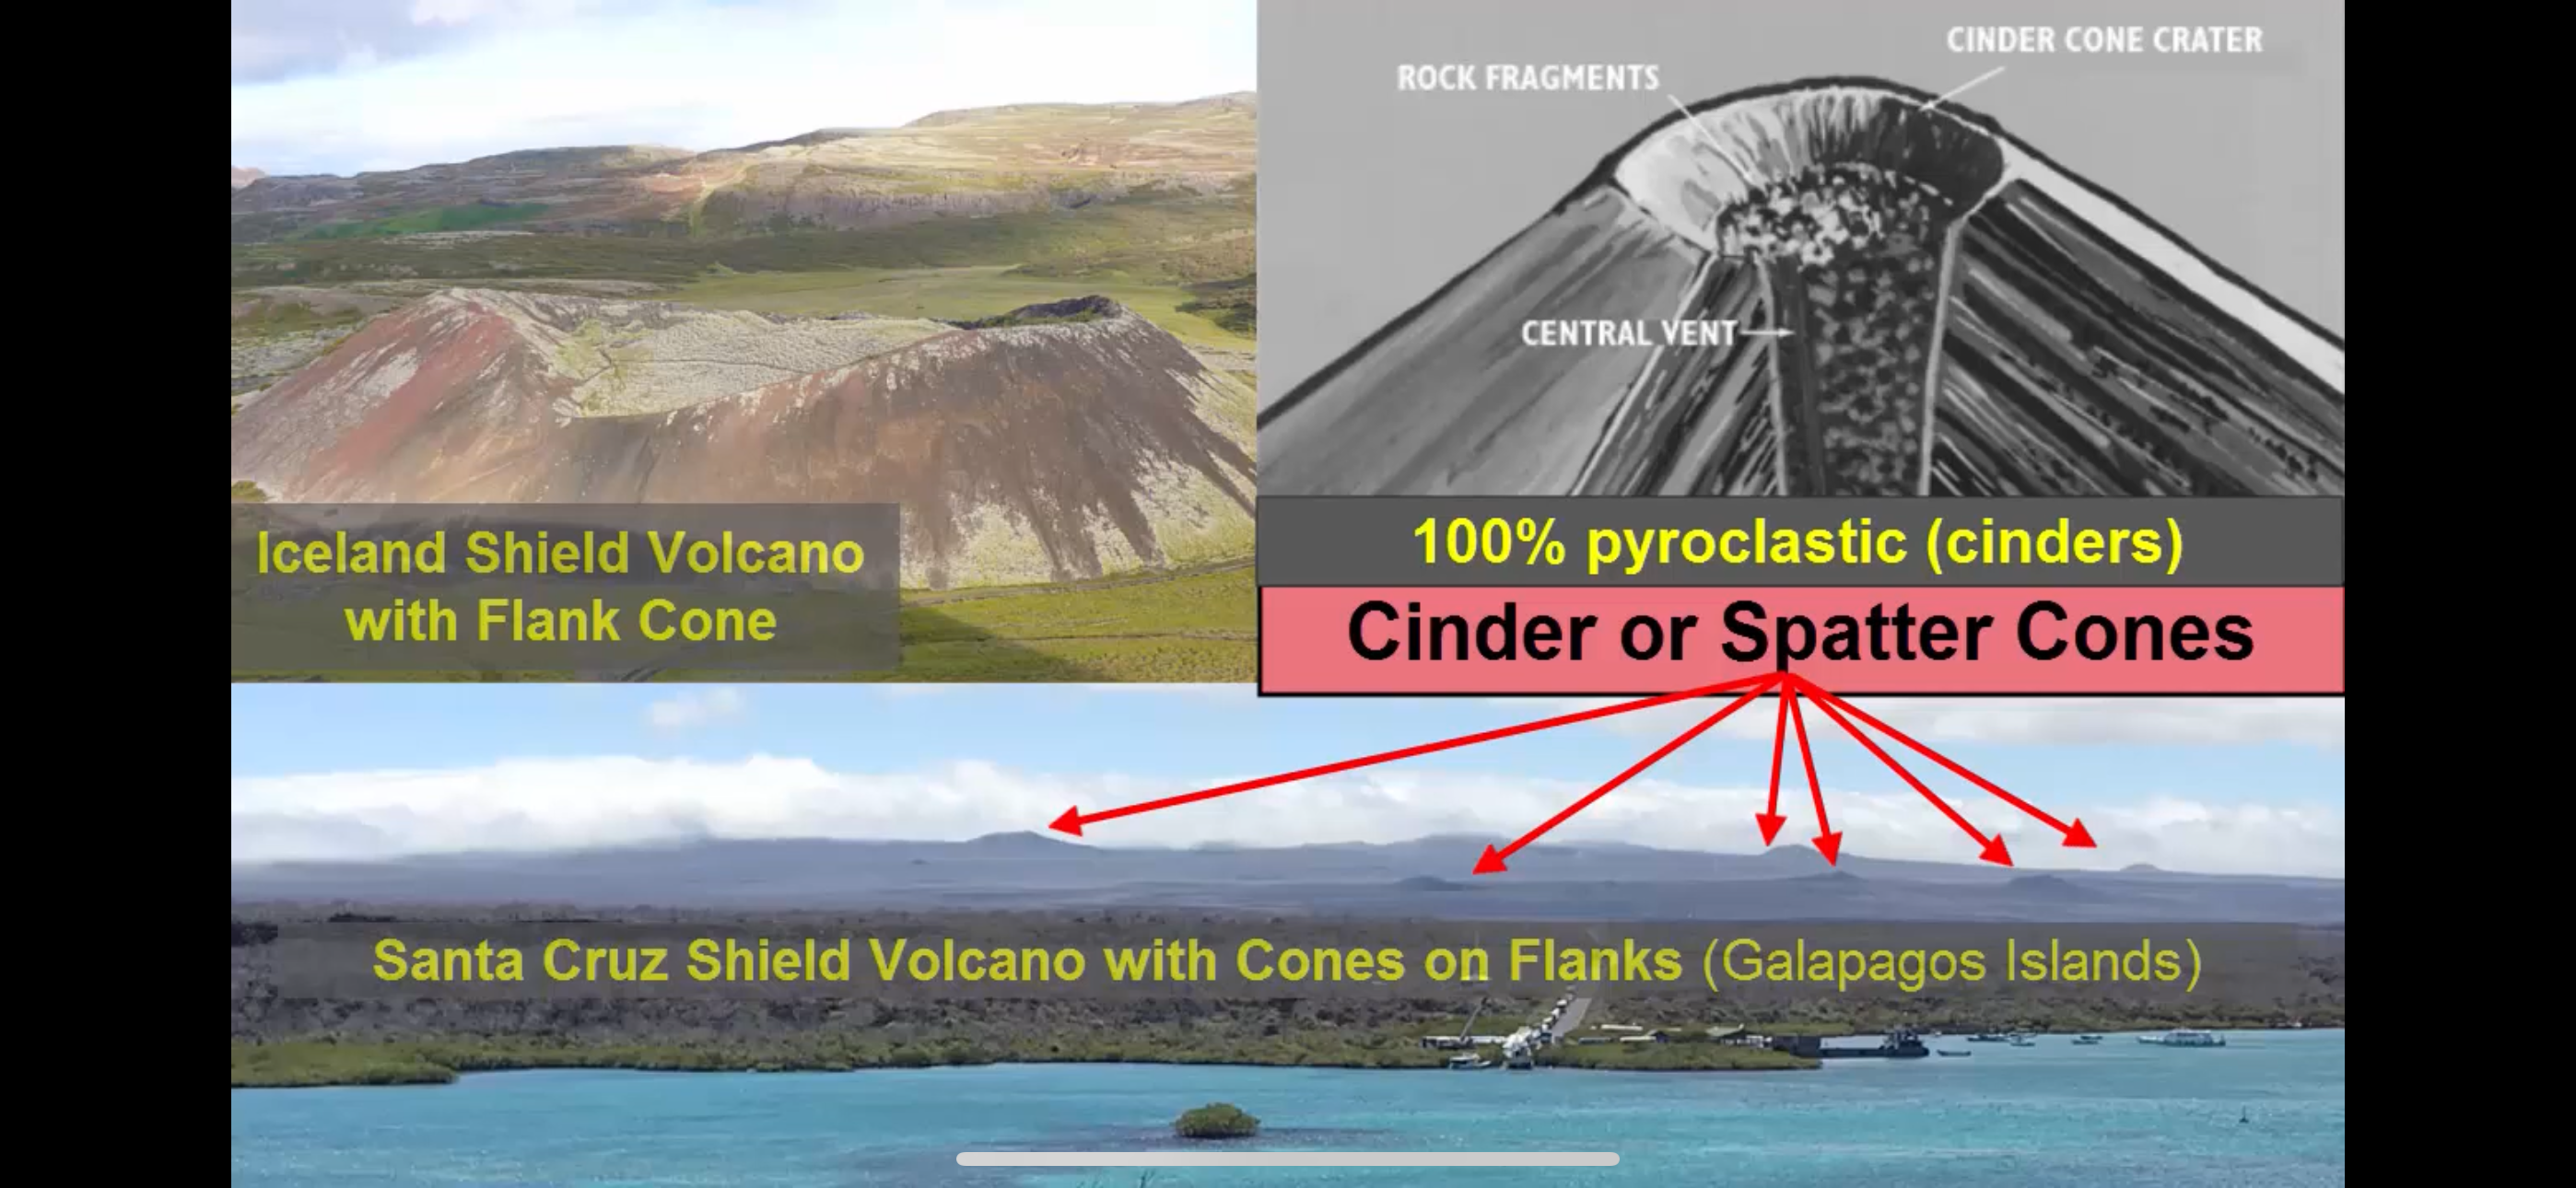 CINDER CONE CRATER
ROCK FRAGMENTS
CENTRAL VENT
Iceland Shield Volcano
with Flank Cone
100% pyroclastic (cinders)
Cinder or Spatter Cones
Santa Cruz Shield Volcano with Cones on Flanks (Galapagos Islands)